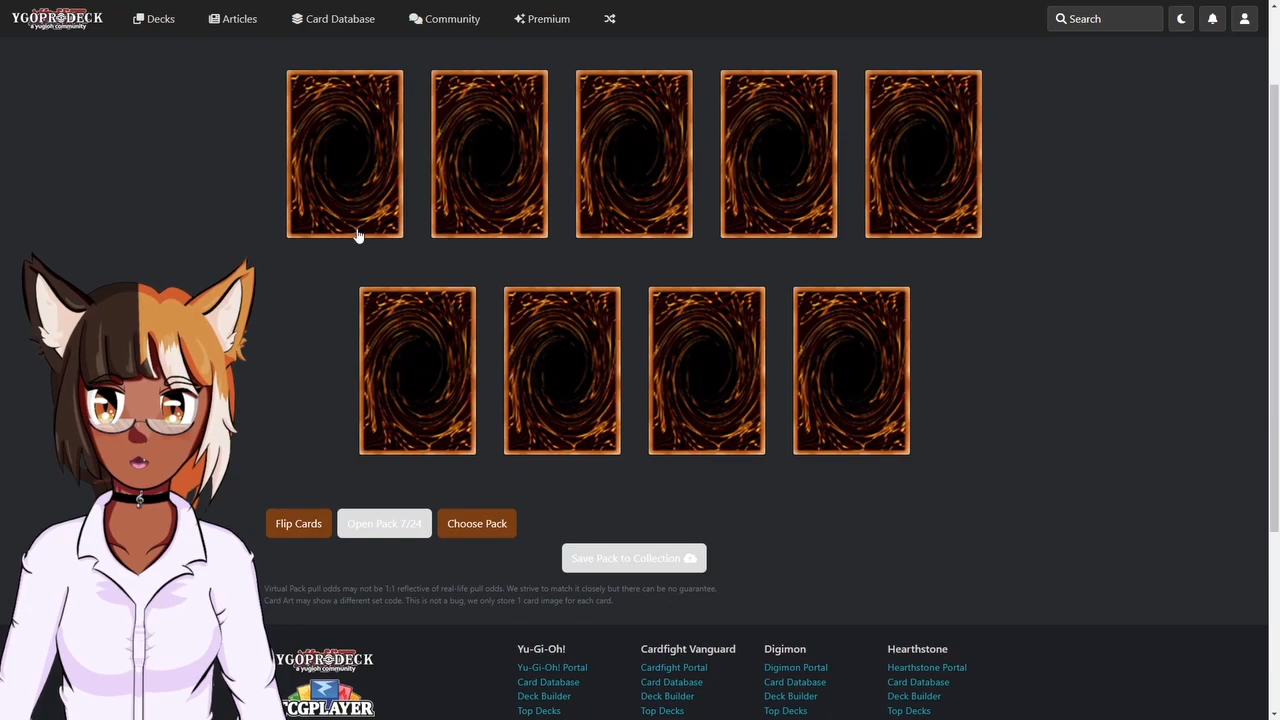 YGOPRODECK
a yugioh community
Decks
Articles
Card Database
Community
Premium
Search
Flip Cards
Open Pack 7/24
Choose Pack
Save Pack to Collection
Virtual Pack pull odds may not be 1:1 reflective of real-life pull odds. We strive to match it closely but there can be no guarantee.
Card Art may show a different set code. This is not a bug, we only store 1 card image for each card.
YGOPRODECK
a yugioh community
TCGPLAYER
Yu-Gi-Oh!
Yu-Gi-Oh! Portal
Card Database
Deck Builder
Top Decks
Cardfight Vanguard
Cardfight Portal
Card Database
Deck Builder
Top Decks
Digimon
Digimon Portal
Card Database
Deck Builder
Top Decks
Hearthstone
Hearthstone Portal
Card Database
Deck Builder
Top Decks